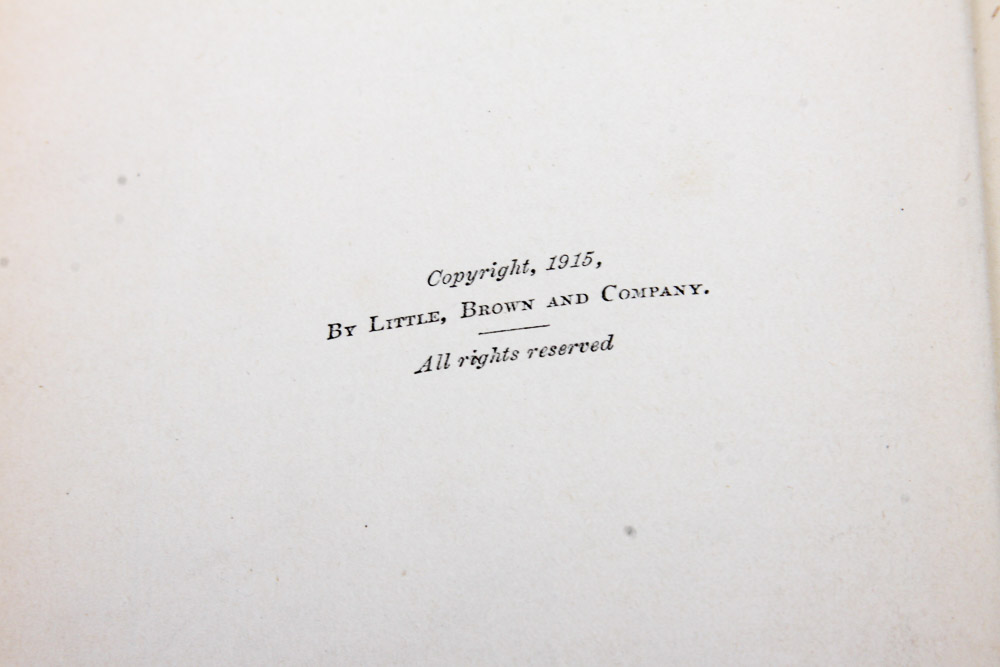 Copyright, 1915,
By Little, Brown and Company.
All rights reserved